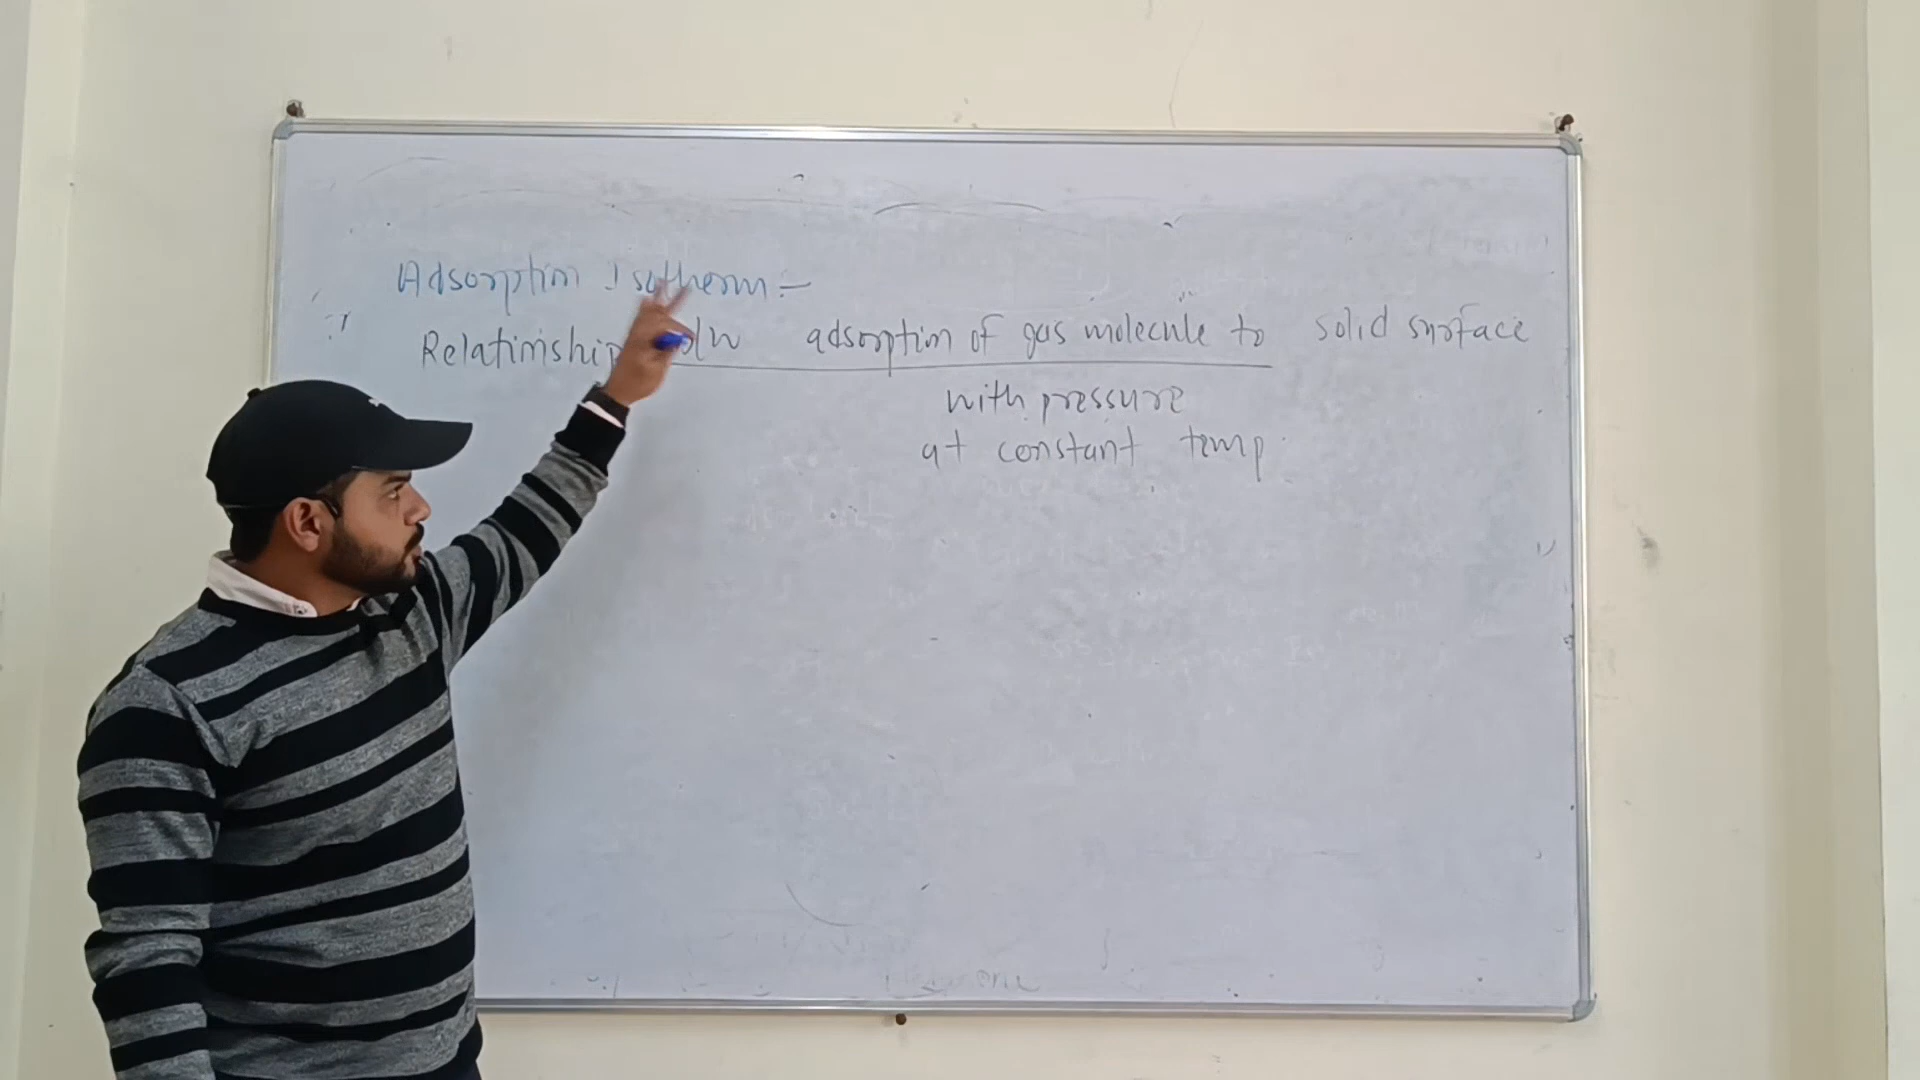 Adsorption Isotherm :-
Relationship b/w adsorption of gas molecule to solid surface
with pressure
at constant temp.